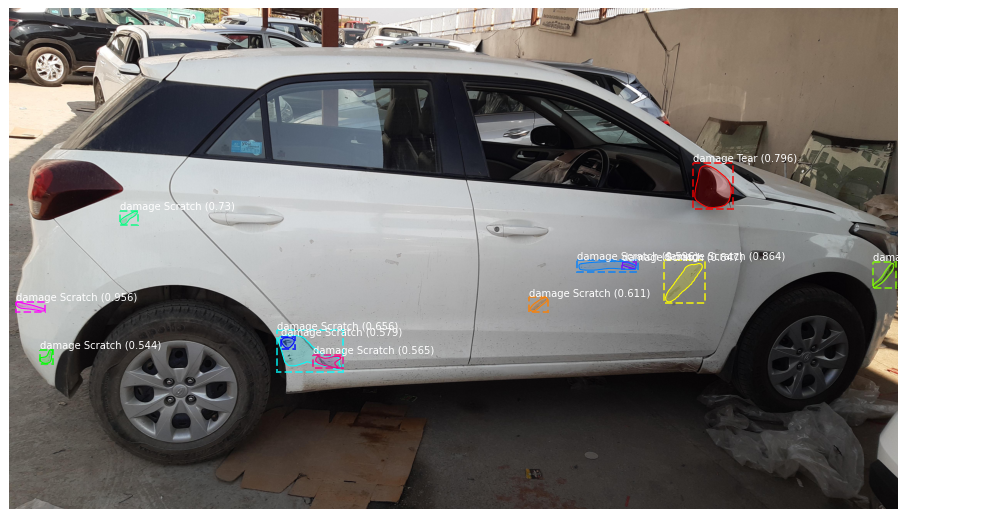 damage Tear (0.796)
damage Scratch (0.73)
damage Scratch (0.864)
damage Scratch (0.956)
damage Scratch (0.611)
damage Scratch (0.656)
damage Scratch (0.579)
damage Scratch (0.544)
damage Scratch (0.565)